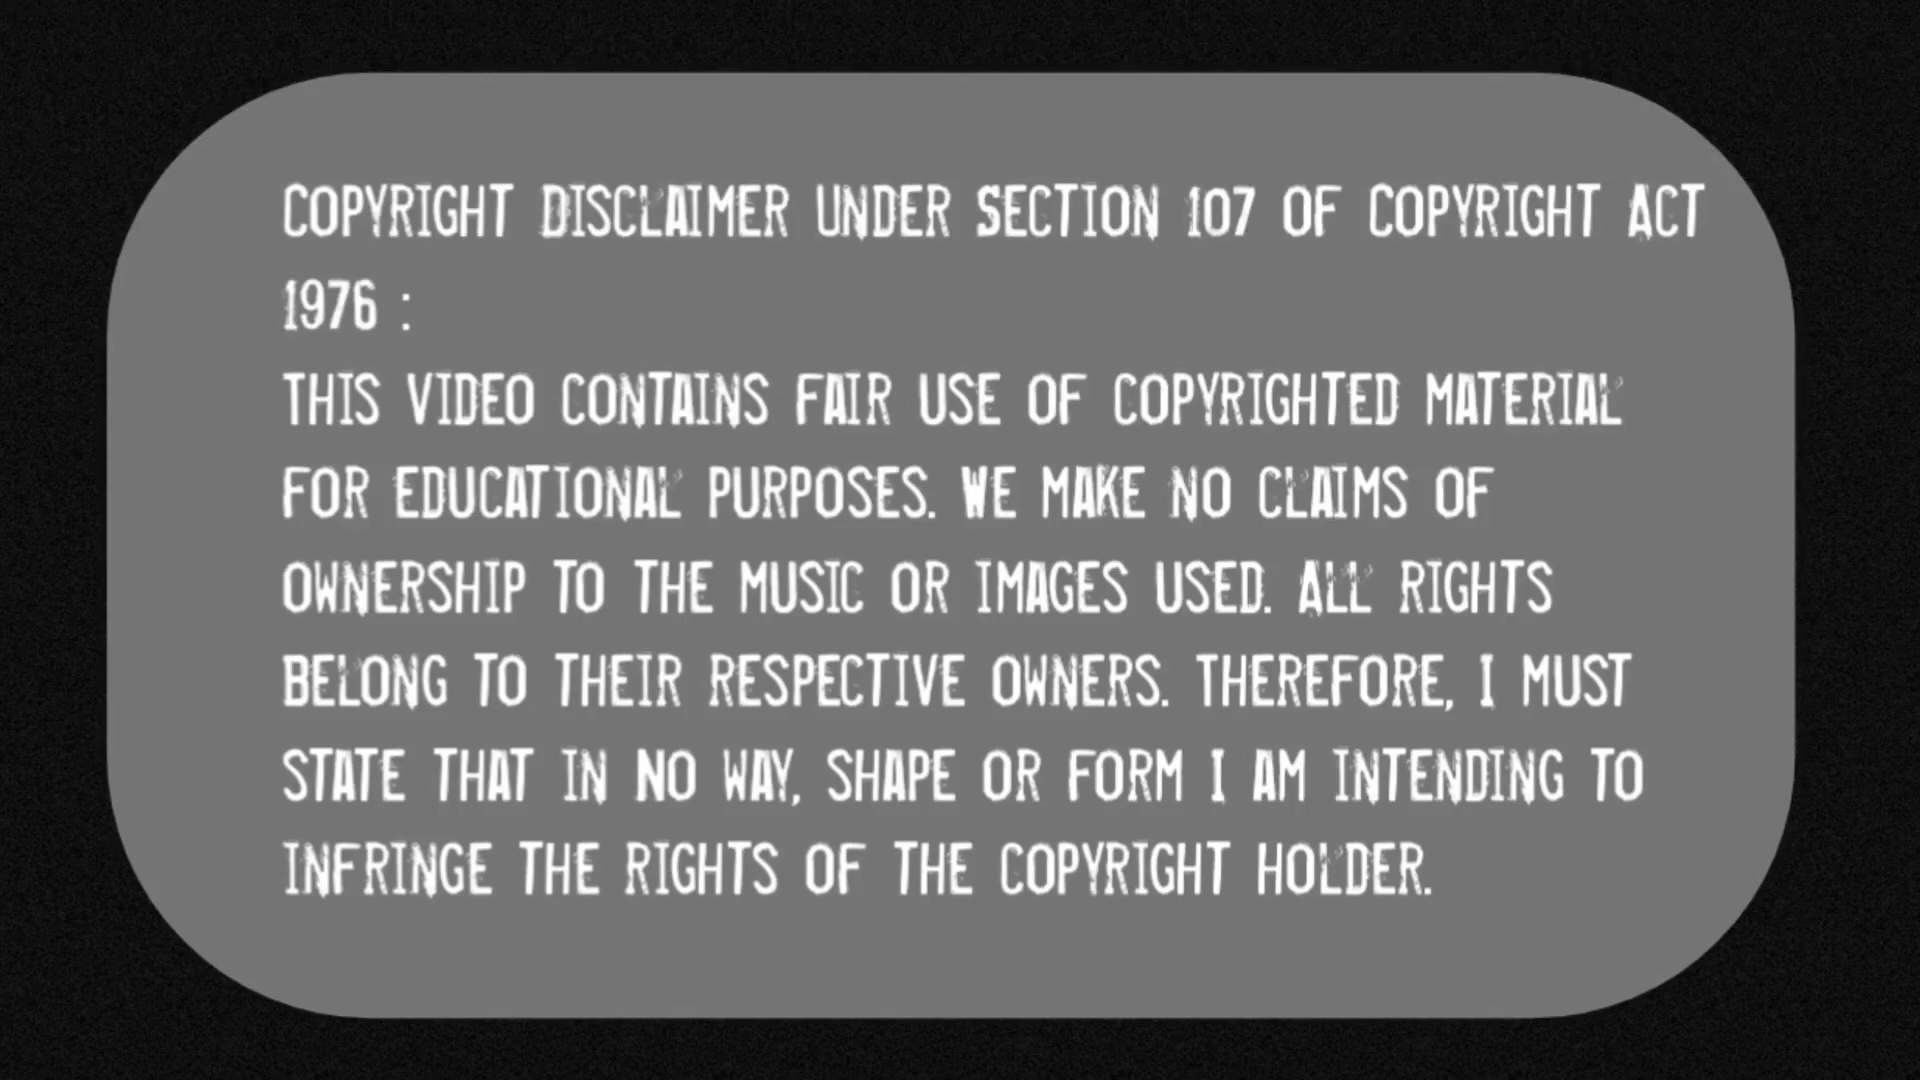 COPYRIGHT DISCLAIMER UNDER SECTION 107 OF COPYRIGHT ACT
1976 :
THIS VIDEO CONTAINS FAIR USE OF COPYRIGHTED MATERIAL
FOR EDUCATIONAL PURPOSES. WE MAKE NO CLAIMS OF
OWNERSHIP TO THE MUSIC OR IMAGES USED. ALL RIGHTS
BELONG TO THEIR RESPECTIVE OWNERS. THEREFORE, I MUST
STATE THAT IN NO WAY, SHAPE OR FORM I AM INTENDING TO
INFRINGE THE RIGHTS OF THE COPYRIGHT HOLDER.